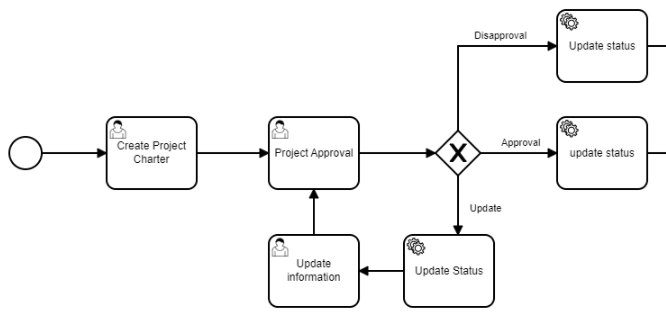 Disapproval
Update status
Create Project
Charter
Project Approval
Approval
update status
Update
Update
information
Update Status